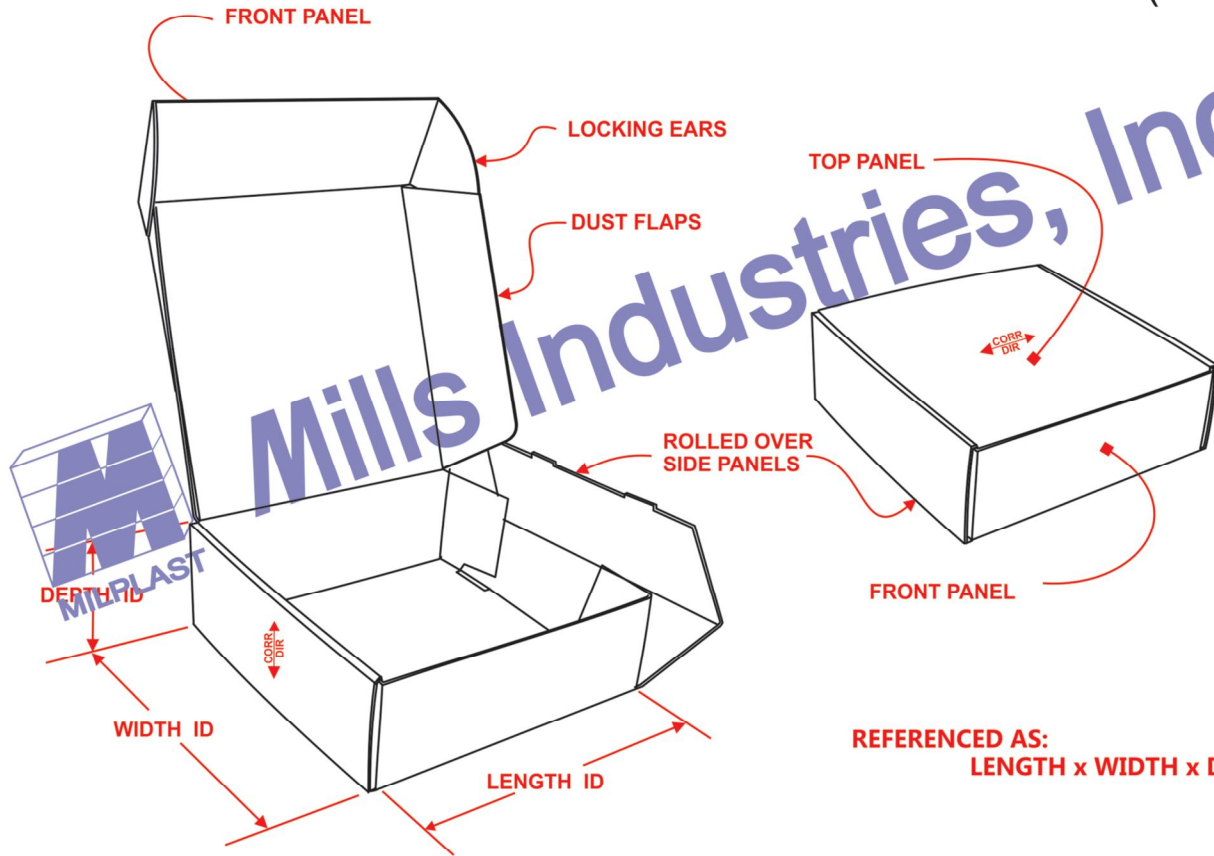 FRONT PANEL
LOCKING EARS
DUST FLAPS
TOP PANEL
Mills Industries, Inc
MILPLAST
CORR
DIR
ROLLED OVER
SIDE PANELS
FRONT PANEL
DEPTH ID
CORR
DIR
WIDTH ID
LENGTH ID
REFERENCED AS:
LENGTH x WIDTH x D